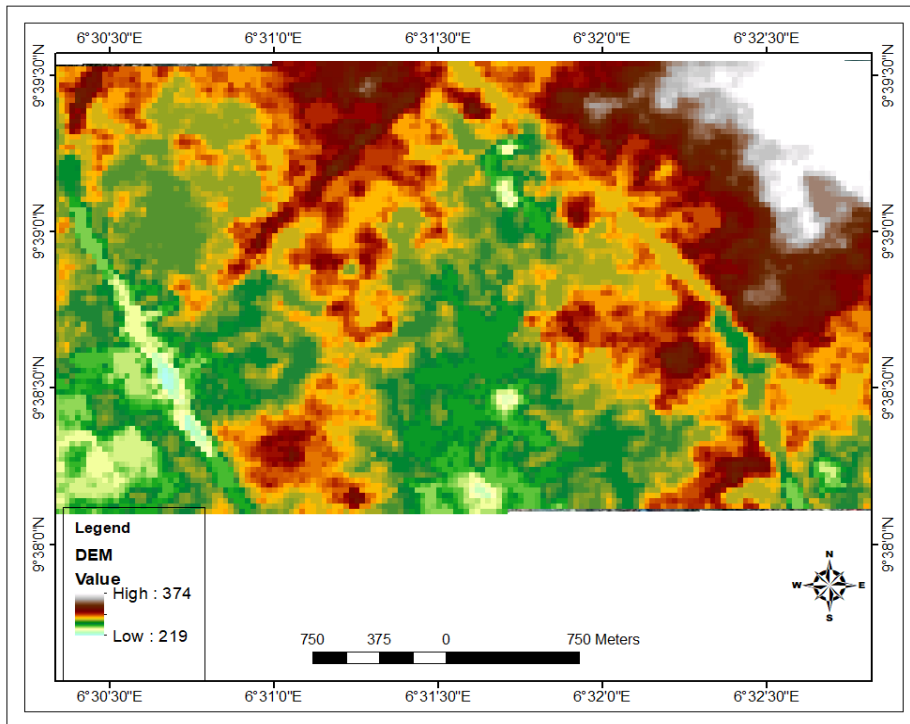 6°30'30"E 6°31'0"E 6°31'30"E 6°32'0"E 6°32'30"E
9°39'30"N 9°39'30"N
9°39'0"N 9°39'0"N
9°38'30"N 9°38'30"N
9°38'0"N 9°38'0"N
Legend
DEM
Value
High : 374
Low : 219
N
W E
S
750 375 0 750 Meters
6°30'30"E 6°31'0"E 6°31'30"E 6°32'0"E 6°32'30"E